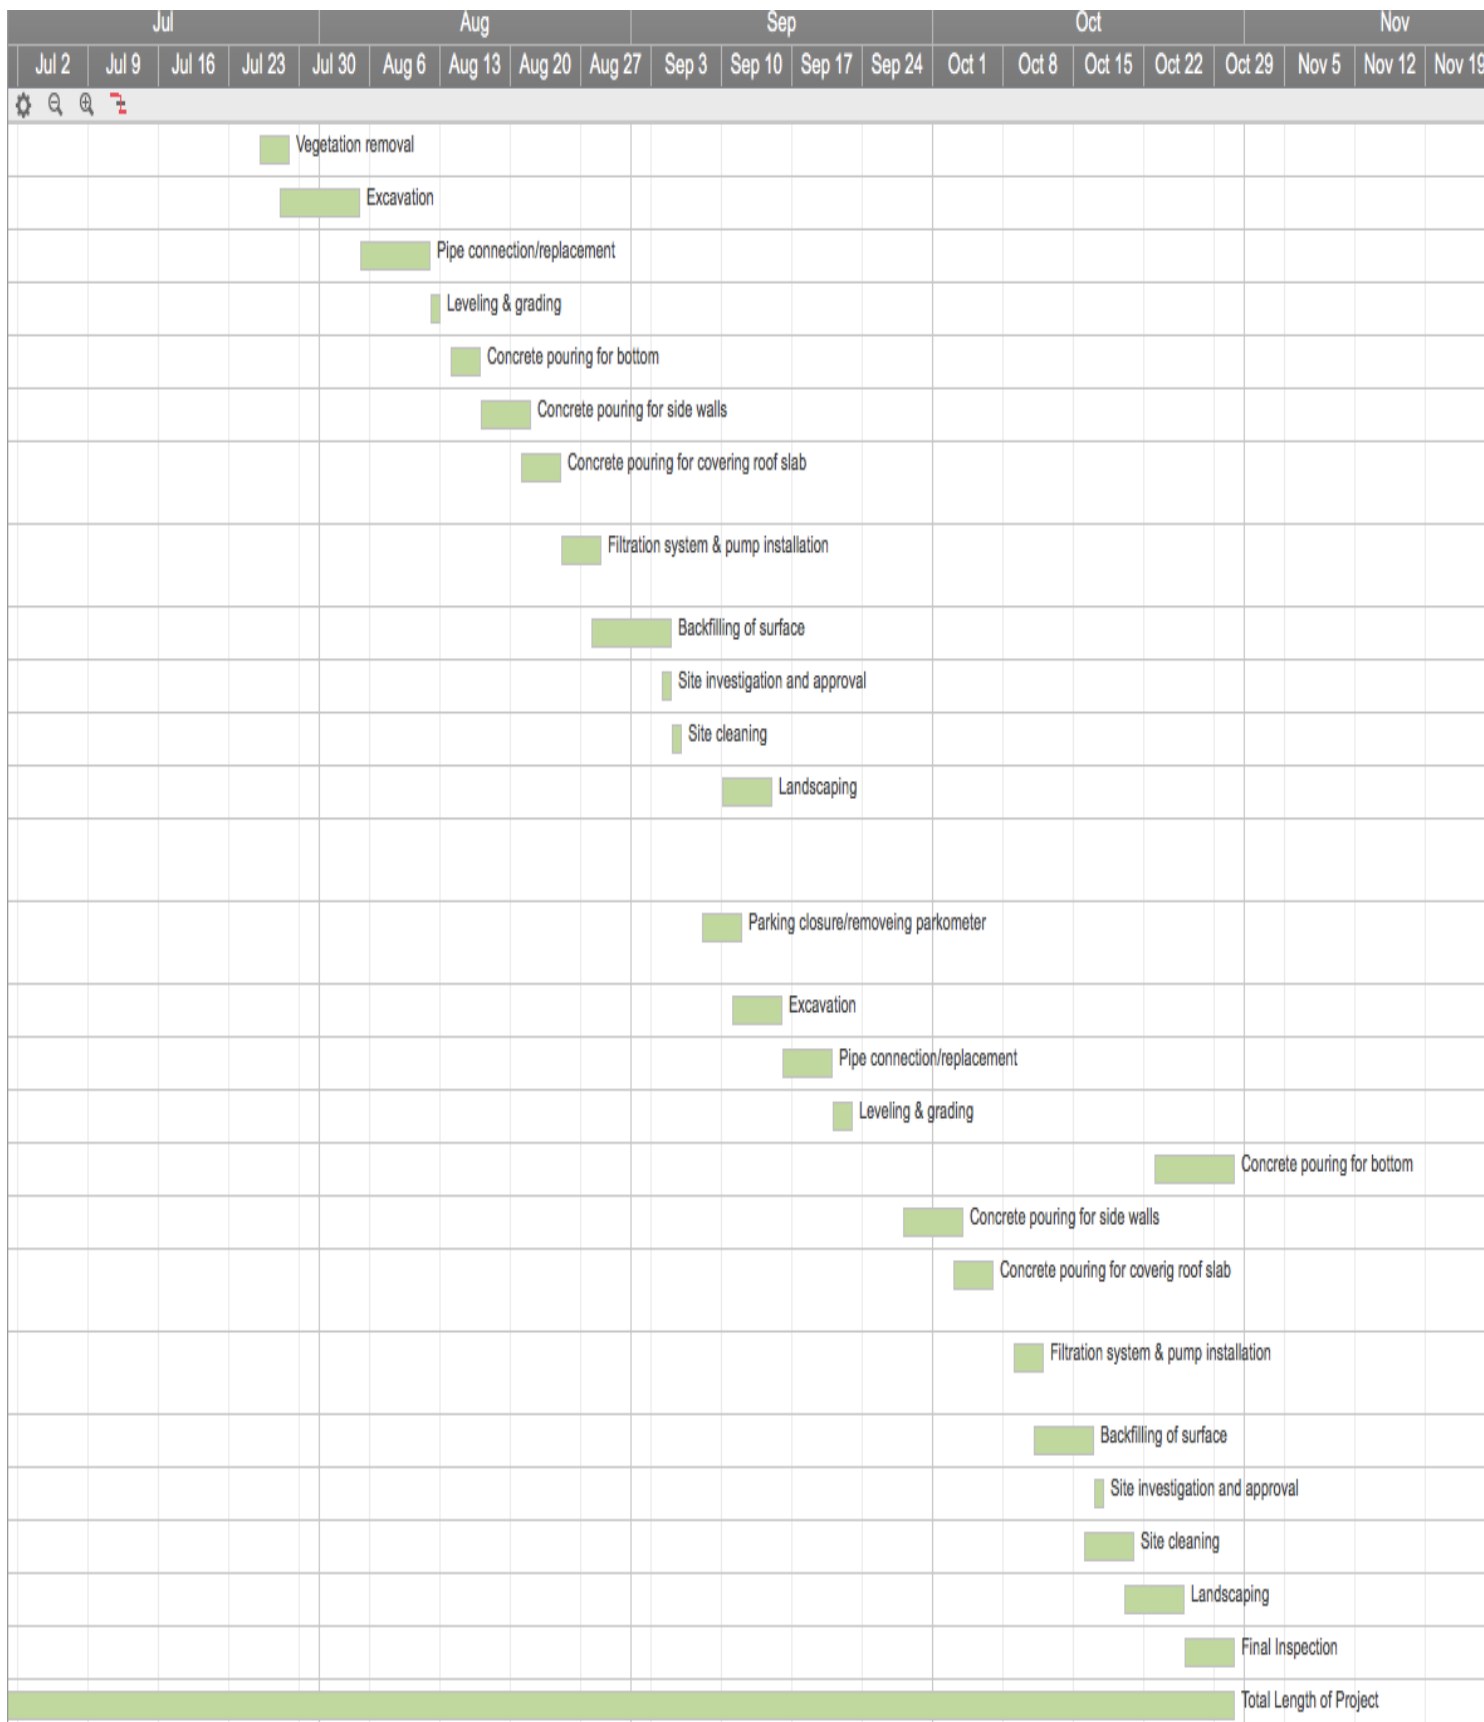 Jul Aug Sep Oct Nov
Jul 2 Jul 9 Jul 16 Jul 23 Jul 30 Aug 6 Aug 13 Aug 20 Aug 27 Sep 3 Sep 10 Sep 17 Sep 24 Oct 1 Oct 8 Oct 15 Oct 22 Oct 29 Nov 5 Nov 12 Nov 19
Vegetation removal
Excavation
Pipe connection/replacement
Leveling & grading
Concrete pouring for bottom
Concrete pouring for side walls
Concrete pouring for covering roof slab
Filtration system & pump installation
Backfilling of surface
Site investigation and approval
Site cleaning
Landscaping
Parking closure/removeing parkometer
Excavation
Pipe connection/replacement
Leveling & grading
Concrete pouring for bottom
Concrete pouring for side walls
Concrete pouring for coverig roof slab
Filtration system & pump installation
Backfilling of surface
Site investigation and approval
Site cleaning
Landscaping
Final Inspection
Total Length of Project